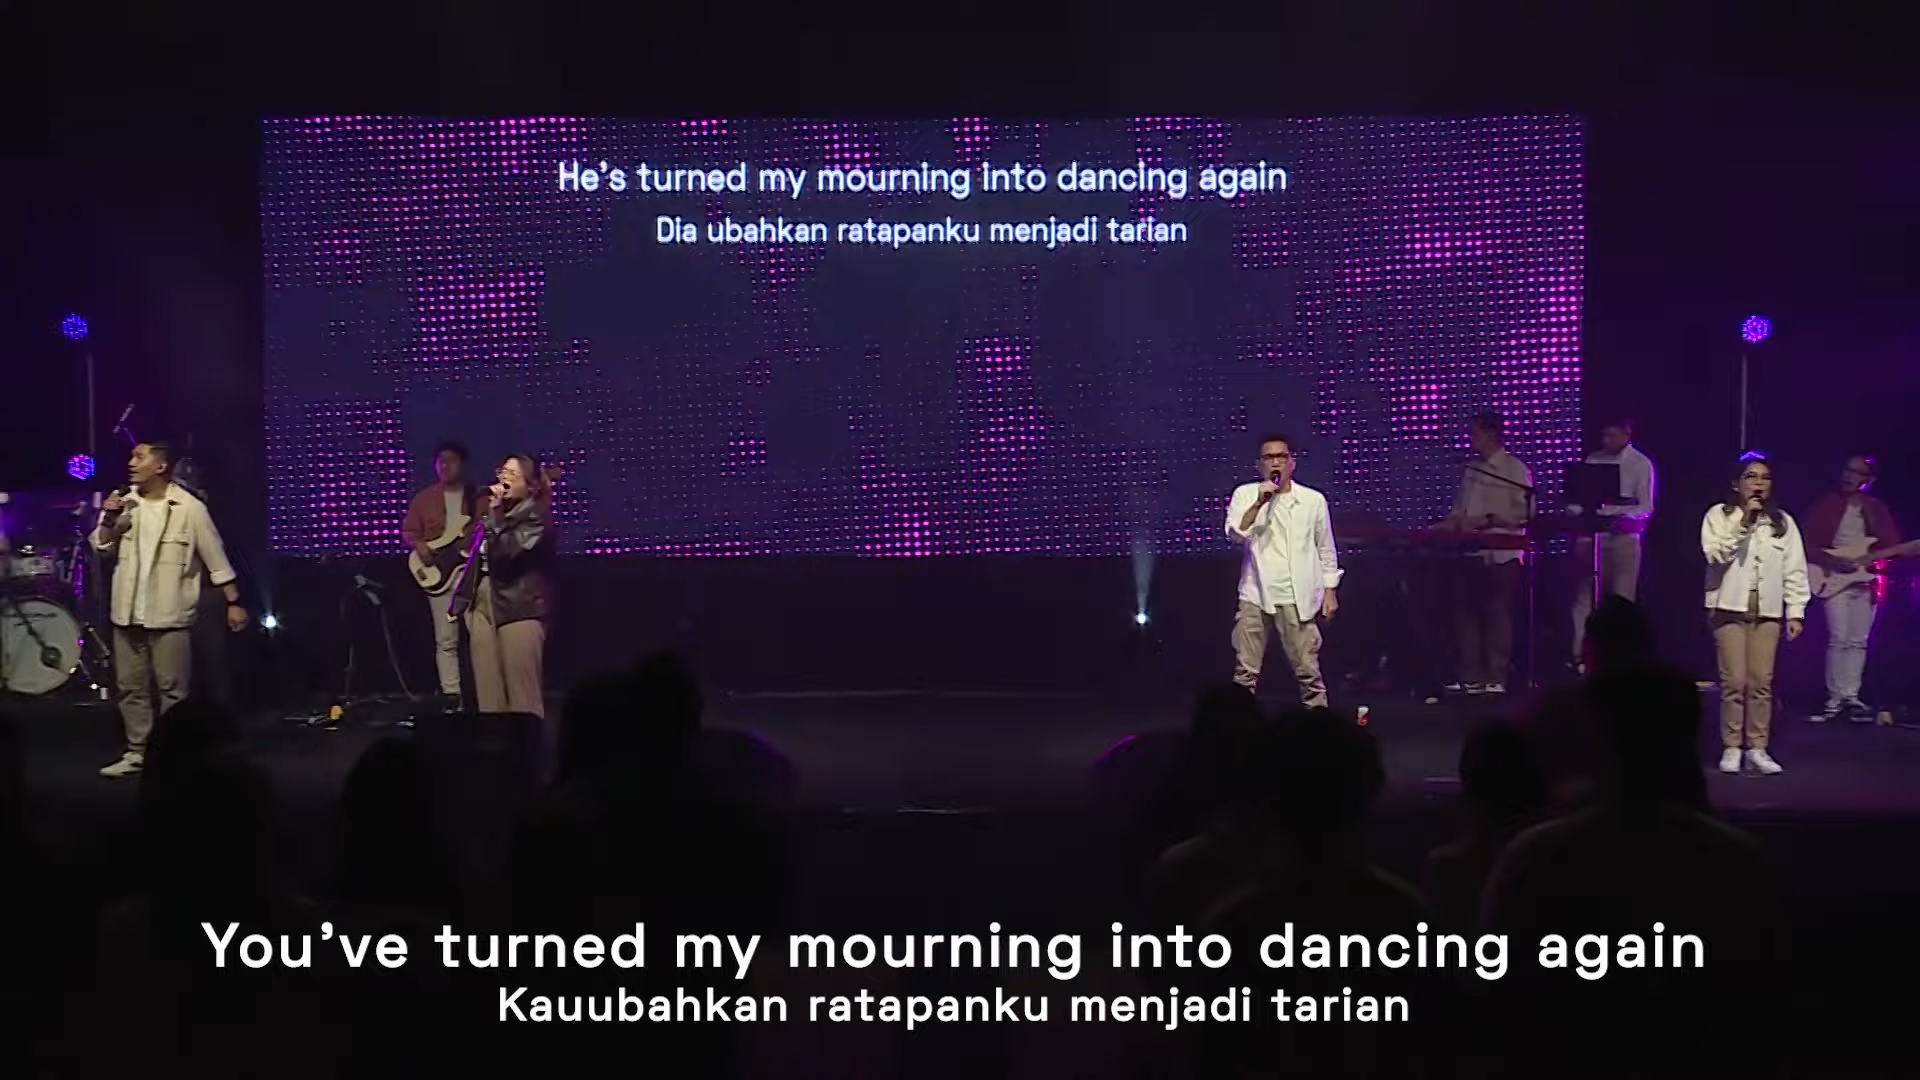 He's turned my mourning into dancing again
Dia ubahkan ratapanku menjadi tarian
You've turned my mourning into dancing again
Kauubahkan ratapanku menjadi tarian